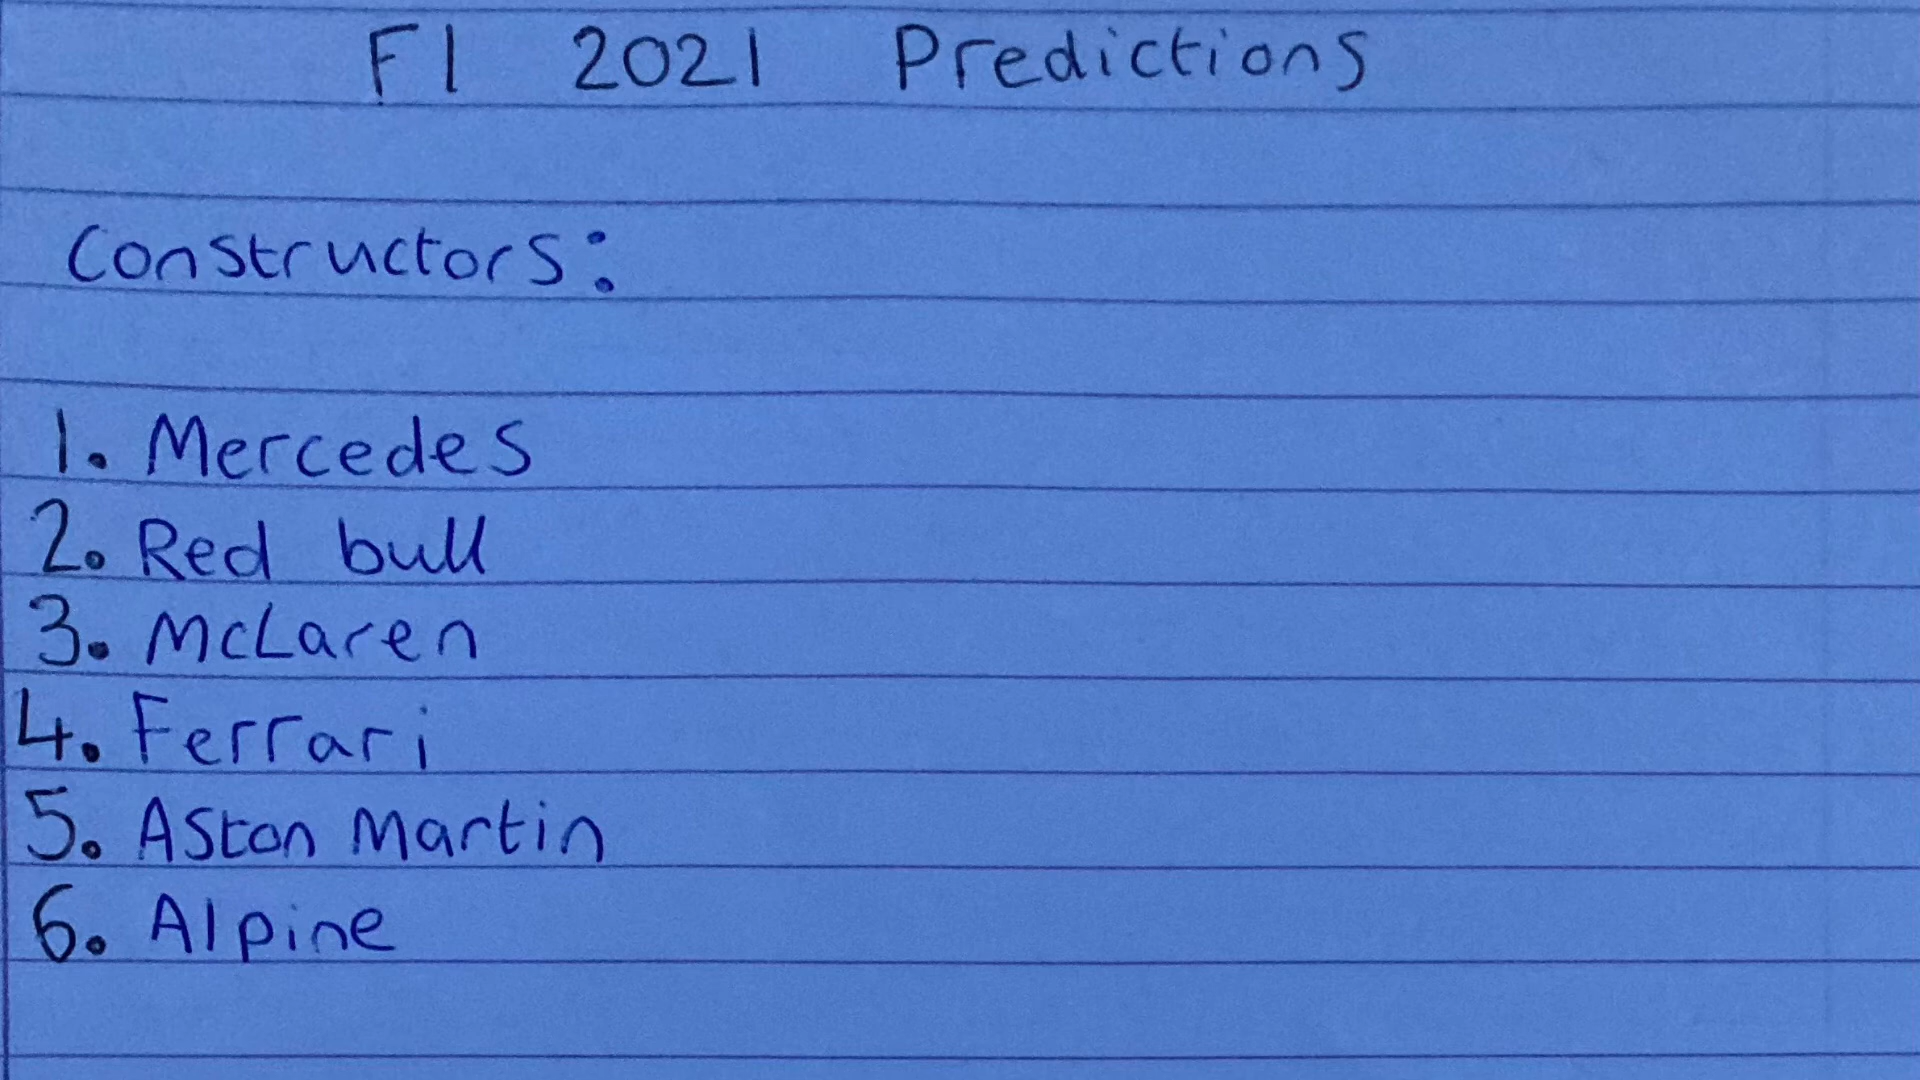 F1 2021 Predictions
Constructors:
1. Mercedes
2. Red bull
3. McLaren
4. Ferrari
5. Aston Martin
6. Alpine